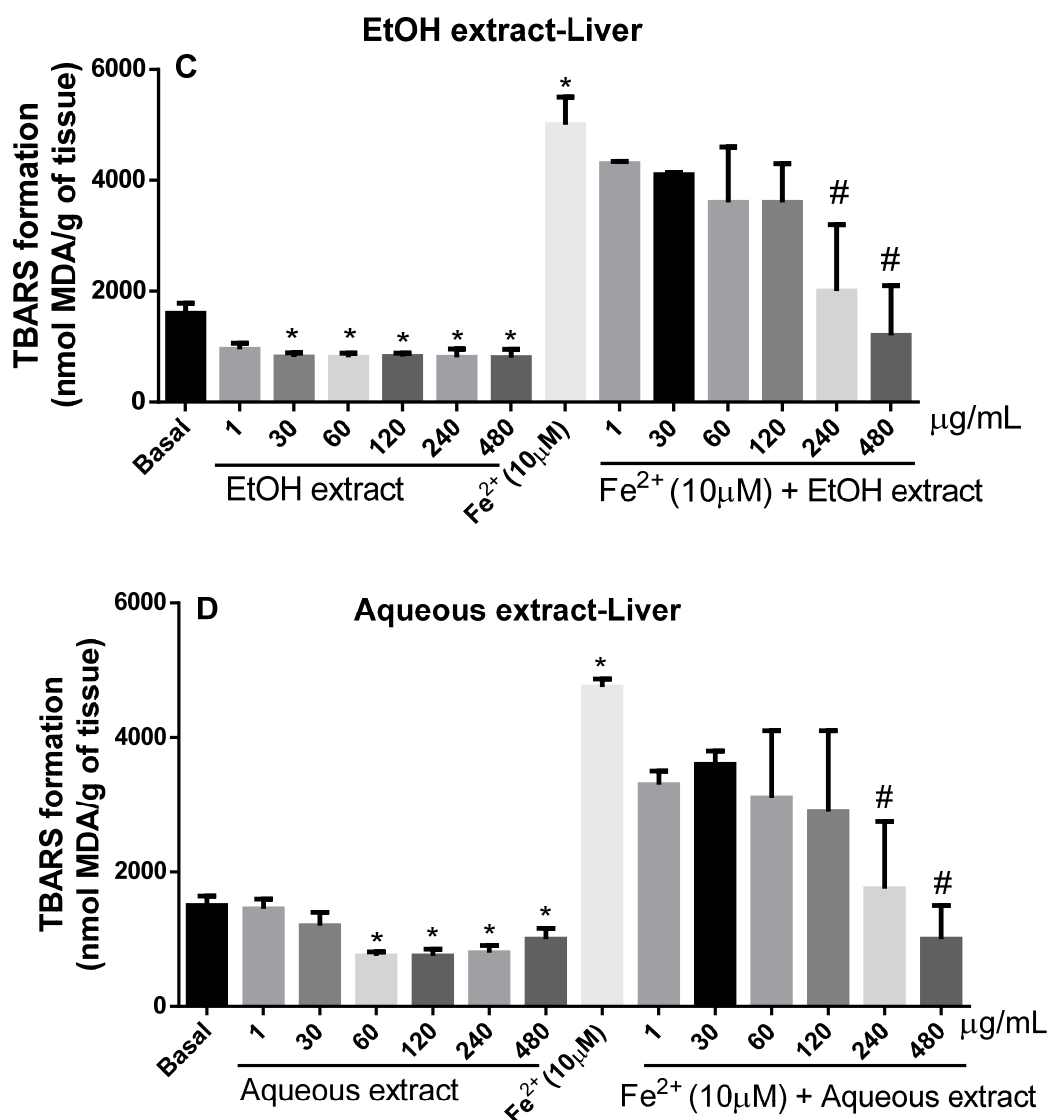 EtOH extract-Liver
C
TBARS formation
(nmol MDA/g of tissue)
6000
4000
2000
0
*
* * * * *
#
#
Basal 1 30 60 120 240 480 Fe²⁺ (10µM) 1 30 60 120 240 480 µg/mL
EtOH extract
Fe²⁺ (10µM) + EtOH extract
D
Aqueous extract-Liver
TBARS formation
(nmol MDA/g of tissue)
6000
4000
2000
0
*
* * * *
#
#
Basal 1 30 60 120 240 480 Fe²⁺ (10µM) 1 30 60 120 240 480 µg/mL
Aqueous extract
Fe²⁺ (10µM) + Aqueous extract